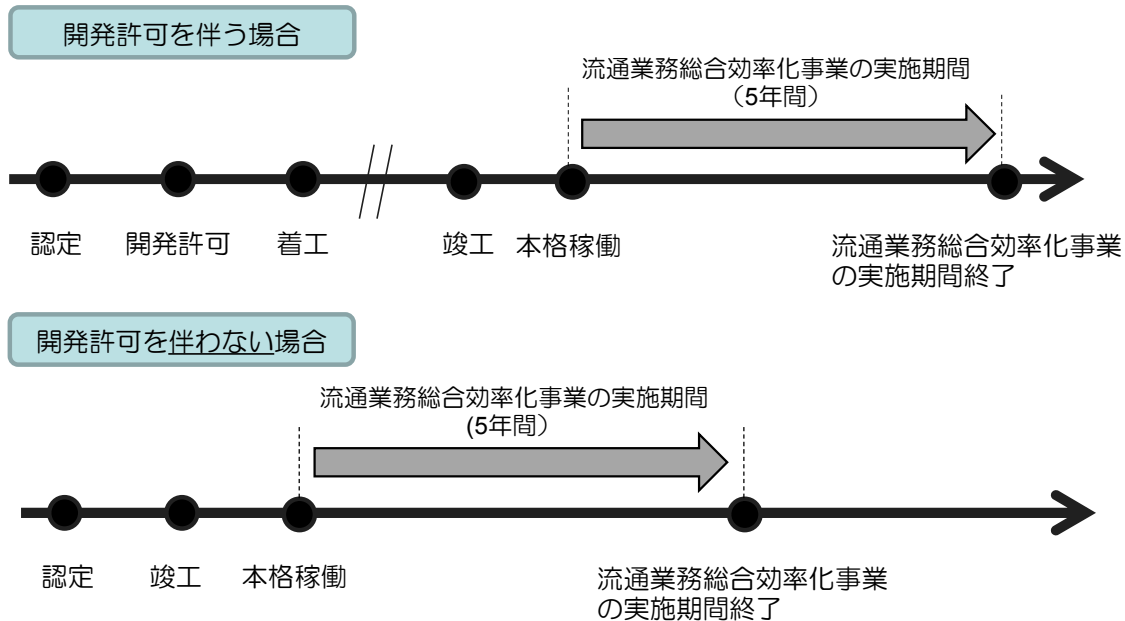 開発許可を伴う場合
流通業務総合効率化事業の実施期間
（5年間）
認定
開発許可
着工
竣工
本格稼働
流通業務総合効率化事業
の実施期間終了
開発許可を伴わない場合
流通業務総合効率化事業の実施期間
(5年間）
認定
竣工
本格稼働
流通業務総合効率化事業
の実施期間終了